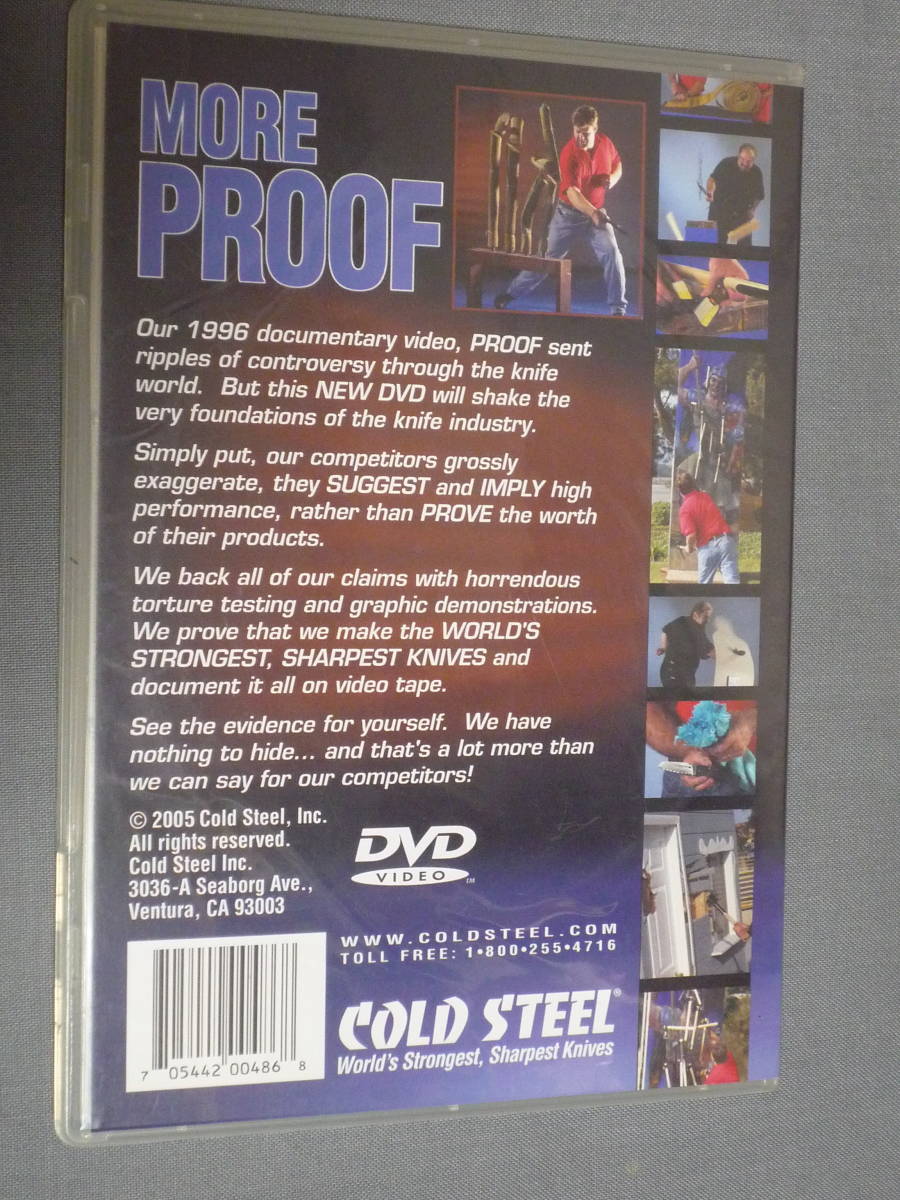 MORE
PROOF
Our 1996 documentary video, PROOF sent
ripples of controversy through the knife
world. But this NEW DVD will shake the
very foundations of the knife industry.
Simply put, our competitors grossly
exaggerate, they SUGGEST and IMPLY high
performance, rather than PROVE the worth
of their products.
We back all of our claims with horrendous
torture testing and graphic demonstrations.
We prove that we make the WORLD'S
STRONGEST, SHARPEST KNIVES and
document it all on video tape.
See the evidence for yourself. We have
nothing to hide... and that's a lot more than
we can say for our competitors!
© 2005 Cold Steel, Inc.
All rights reserved.
Cold Steel Inc.
3036-A Seaborg Ave.,
Ventura, CA 93003
DVD
VIDEO ™
WWW.COLDSTEEL.COM
TOLL FREE: 1•800•255•4716
COLD STEEL®
World's Strongest, Sharpest Knives
7 05442 00486 8